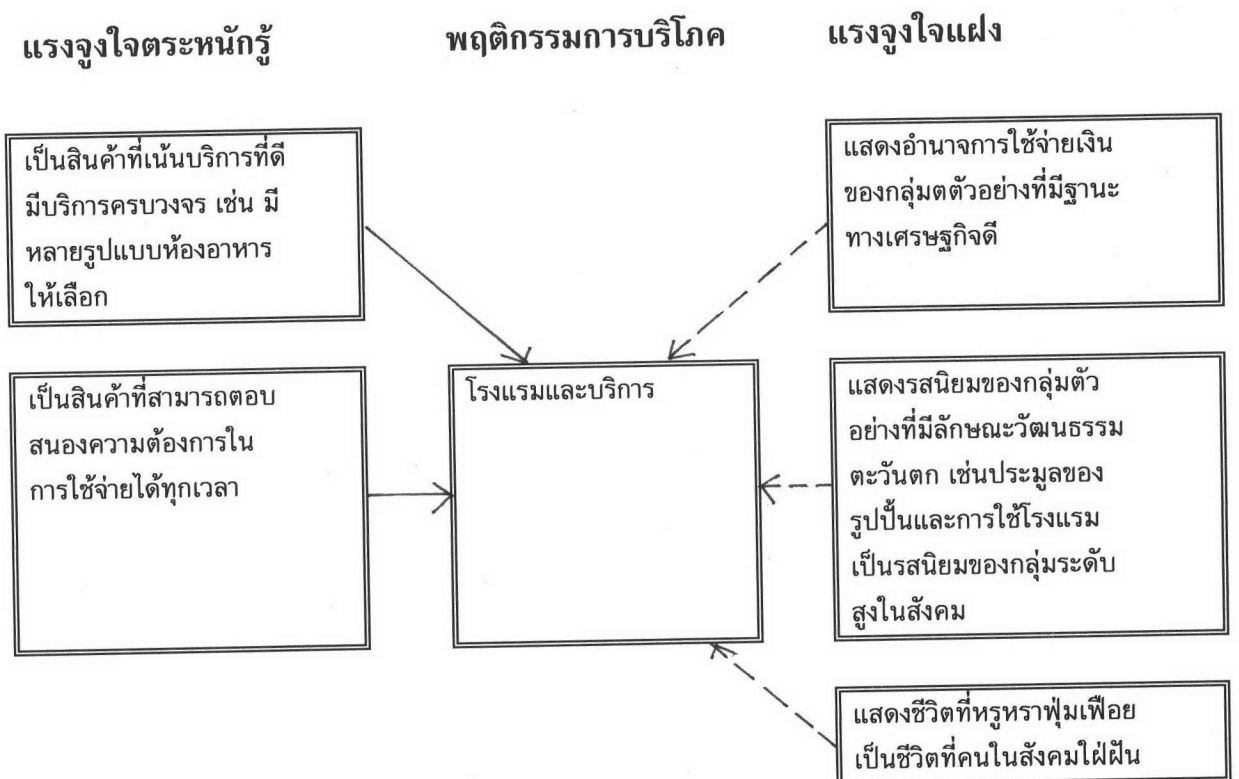 แรงจูงใจตระหนักรู้
พฤติกรรมการบริโภค
แรงจูงใจแฝง
เป็นสินค้าที่เน้นบริการที่ดี
มีบริการครบวงจร เช่น มี
หลายรูปแบบห้องอาหาร
ให้เลือก
เป็นสินค้าที่สามารถตอบ
สนองความต้องการใน
การใช้จ่ายได้ทุกเวลา
โรงแรมและบริการ
แสดงอำนาจการใช้จ่ายเงิน
ของกลุ่มตตัวอย่างที่มีฐานะ
ทางเศรษฐกิจดี
แสดงรสนิยมของกลุ่มตัว
อย่างที่มีลักษณะวัฒนธรรม
ตะวันตก เช่นประมูลของ
รูปปั้นและการใช้โรงแรม
เป็นรสนิยมของกลุ่มระดับ
สูงในสังคม
แสดงชีวิตที่หรูหราฟุ่มเฟือย
เป็นชีวิตที่คนในสังคมใฝ่ฝัน